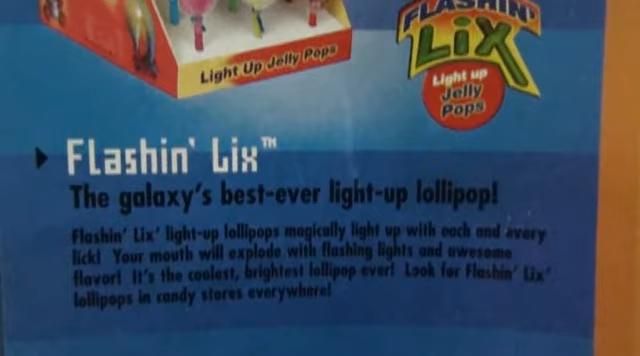 Light Up Jelly Pops
FLASHIN'
LiX
Light up
Jelly
Pops
Flashin' Lix™
The galaxy's best-ever light-up lollipop!
Flashin' Lix' light-up lollipops magically light up with each and every
lick! Your mouth will explode with flashing lights and awesome
flavor! It's the coolest, brightest lollipop ever! Look for Flashin' Lix'
lollipops in candy stores everywhere!